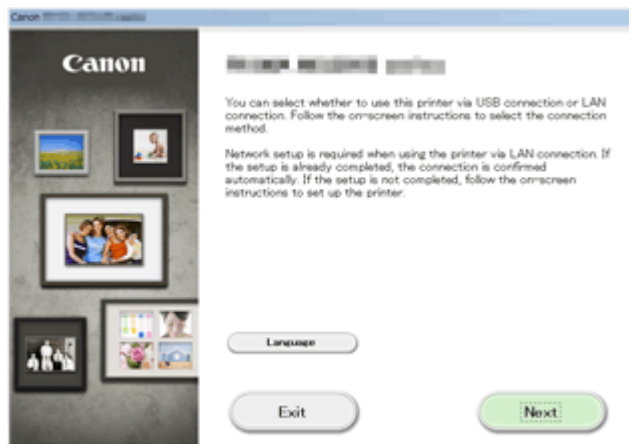 Canon
Canon
You can select whether to use this printer via USB connection or LAN
connection. Follow the on-screen instructions to select the connection
method.
Network setup is required when using the printer via LAN connection. If
the setup is already completed, the connection is confirmed
automatically. If the setup is not completed, follow the on-screen
instructions to set up the printer.
Language
Exit
Next